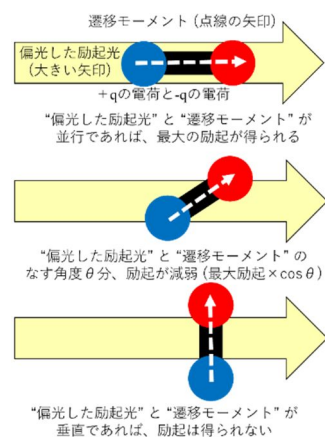 遷移モーメント（点線の矢印）
偏光した励起光
（大きい矢印）
＋qの電荷と-qの電荷
“偏光した励起光”と“遷移モーメント”が
並行であれば、最大の励起が得られる
“偏光した励起光”と“遷移モーメント”の
なす角度θ分、励起が減弱（最大励起×cosθ）
“偏光した励起光”と“遷移モーメント”が
垂直であれば、励起は得られない